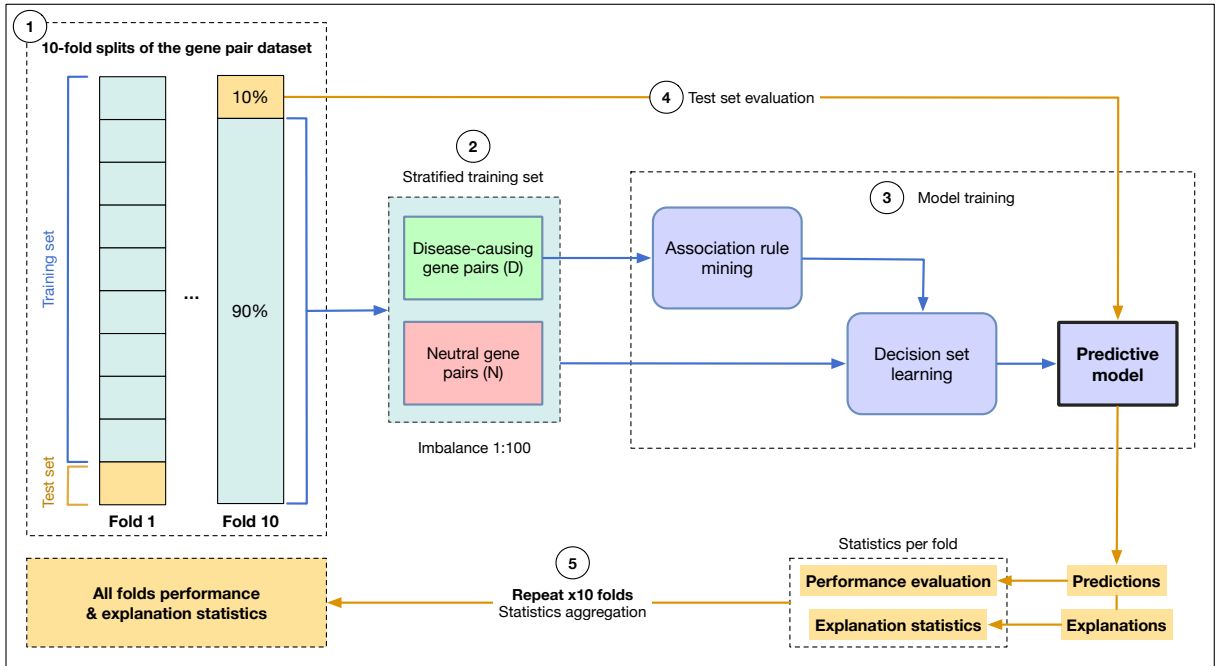 1
10-fold splits of the gene pair dataset
Training set
Test set
...
10%
90%
Fold 1
Fold 10
2
Stratified training set
Disease-causing
gene pairs (D)
Neutral gene
pairs (N)
Imbalance 1:100
3
Model training
Association rule
mining
Decision set
learning
Predictive
model
4
Test set evaluation
Statistics per fold
Performance evaluation
Predictions
Explanation statistics
Explanations
5
Repeat x10 folds
Statistics aggregation
All folds performance
& explanation statistics